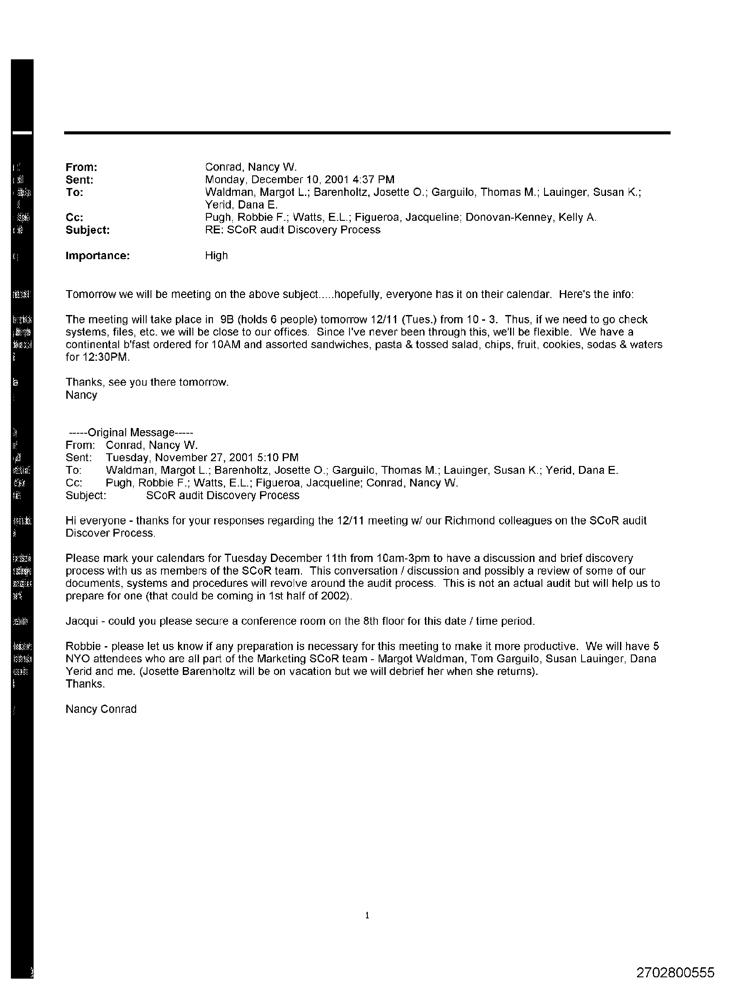 From: Conrad, Nancy W.
Sent: Monday, December 10, 2001 4:37 PM
To: Waldman, Margot L.; Barenholtz, Josette O.; Garguilo, Thomas M.; Lauinger, Susan K.;
Yerid, Dana E.
Cc: Pugh, Robbie F.; Watts, E.L.; Figueroa, Jacqueline; Donovan-Kenney, Kelly A.
Subject: RE: SCoR audit Discovery Process
Importance: High
Tomorrow we will be meeting on the above subject.....hopefully, everyone has it on their calendar. Here's the info:
The meeting will take place in 9B (holds 6 people) tomorrow 12/11 (Tues.) from 10 - 3. Thus, if we need to go check
systems, files, etc. we will be close to our offices. Since I've never been through this, we'll be flexible. We have a
continental b'fast ordered for 10AM and assorted sandwiches, pasta & tossed salad, chips, fruit, cookies, sodas & waters
for 12:30PM.
Thanks, see you there tomorrow.
Nancy
-----Original Message-----
From: Conrad, Nancy W.
Sent: Tuesday, November 27, 2001 5:10 PM
To: Waldman, Margot L.; Barenholtz, Josette O.; Garguilo, Thomas M.; Lauinger, Susan K.; Yerid, Dana E.
Cc: Pugh, Robbie F.; Watts, E.L.; Figueroa, Jacqueline; Conrad, Nancy W.
Subject: SCoR audit Discovery Process
Hi everyone - thanks for your responses regarding the 12/11 meeting w/ our Richmond colleagues on the SCoR audit
Discover Process.
Please mark your calendars for Tuesday December 11th from 10am-3pm to have a discussion and brief discovery
process with us as members of the SCoR team. This conversation / discussion and possibly a review of some of our
documents, systems and procedures will revolve around the audit process. This is not an actual audit but will help us to
prepare for one (that could be coming in 1st half of 2002).
Jacqui - could you please secure a conference room on the 8th floor for this date / time period.
Robbie - please let us know if any preparation is necessary for this meeting to make it more productive. We will have 5
NYO attendees who are all part of the Marketing SCoR team - Margot Waldman, Tom Garguilo, Susan Lauinger, Dana
Yerid and me. (Josette Barenholtz will be on vacation but we will debrief her when she returns).
Thanks.
Nancy Conrad
1
2702800555